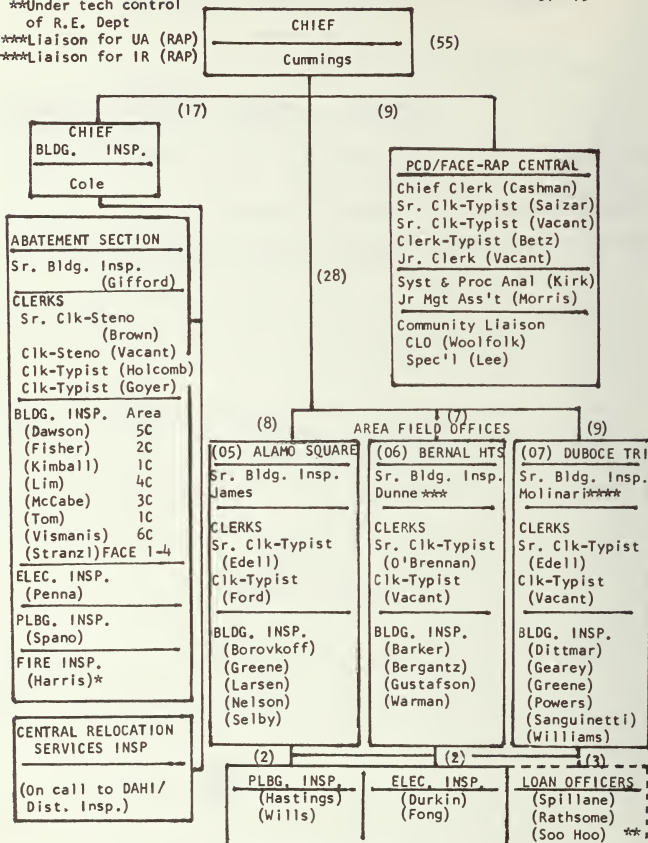 **Under tech control
of R.E. Dept
***Liaison for UA (RAP)
****Liaison for IR (RAP)
CHIEF
Cummings
(55)
(17)
(9)
CHIEF
BLDG. INSP.
Cole
PCD/FACE-RAP CENTRAL
Chief Clerk (Cashman)
Sr. Clk-Typist (Saizar)
Sr. Clk-Typist (Vacant)
Clerk-Typist (Betz)
Jr. Clerk (Vacant)
Syst & Proc Anal (Kirk)
Jr Mgt Ass't (Morris)
Community Liaison
CLO (Woolfolk)
Spec'l (Lee)
ABATEMENT SECTION
Sr. Bldg. Insp.
(Gifford)
CLERKS
Sr. Clk-Steno
(Brown)
Clk-Steno (Vacant)
Clk-Typist (Holcomb)
Clk-Typist (Goyer)
BLDG. INSP. Area
(Dawson) 5C
(Fisher) 2C
(Kimball) 1C
(Lim) 4C
(McCabe) 3C
(Tom) 1C
(Vismanis) 6C
(Stranzl) FACE 1-4
ELEC. INSP.
(Penna)
PLBG. INSP.
(Spano)
FIRE INSP.
(Harris)*
CENTRAL RELOCATION
SERVICES INSP
(On call to DAHI/
Dist. Insp.)
(28)
(8)
(7)
(9)
AREA FIELD OFFICES
(05) ALAMO SQUARE
Sr. Bldg. Insp.
James
CLERKS
Sr. Clk-Typist
(Edell)
Clk-Typist
(Ford)
BLDG. INSP.
(Borovkoff)
(Greene)
(Larsen)
(Nelson)
(Selby)
(06) BERNAL HTS
Sr. Bldg. Insp.
Dunne ***
CLERKS
Sr. Clk-Typist
(O'Brennan)
Clk-Typist
(Vacant)
BLDG. INSP.
(Barker)
(Bergantz)
(Gustafson)
(Warman)
(07) DUBOCE TRI
Sr. Bldg. Insp.
Molinari****
CLERKS
Sr. Clk-Typist
(Edell)
Clk-Typist
(Vacant)
BLDG. INSP.
(Dittmar)
(Gearey)
(Greene)
(Powers)
(Sanguinetti)
(Williams)
(2)
(2)
(3)
PLBG. INSP.
(Hastings)
(Wills)
ELEC. INSP.
(Durkin)
(Fong)
LOAN OFFICERS
(Spillane)
(Rathsome)
(Soo Hoo) **